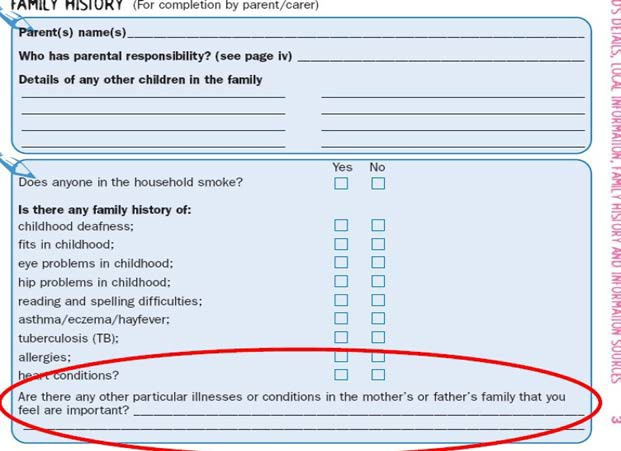 FAMILY HISTORY (For completion by parent/carer)
Parent(s) name(s)
Who has parental responsibility? (see page iv)
Details of any other children in the family
Yes No
Does anyone in the household smoke?
Is there any family history of:
childhood deafness;
fits in childhood;
eye problems in childhood;
hip problems in childhood;
reading and spelling difficulties;
asthma/eczema/hayfever;
tuberculosis (TB);
allergies;
heart conditions?
Are there any other particular illnesses or conditions in the mother's or father's family that you
feel are important?
DETAILS, LOCAL INFORMATION, FAMILY HISTORY AND INFORMATION SOURCES
3